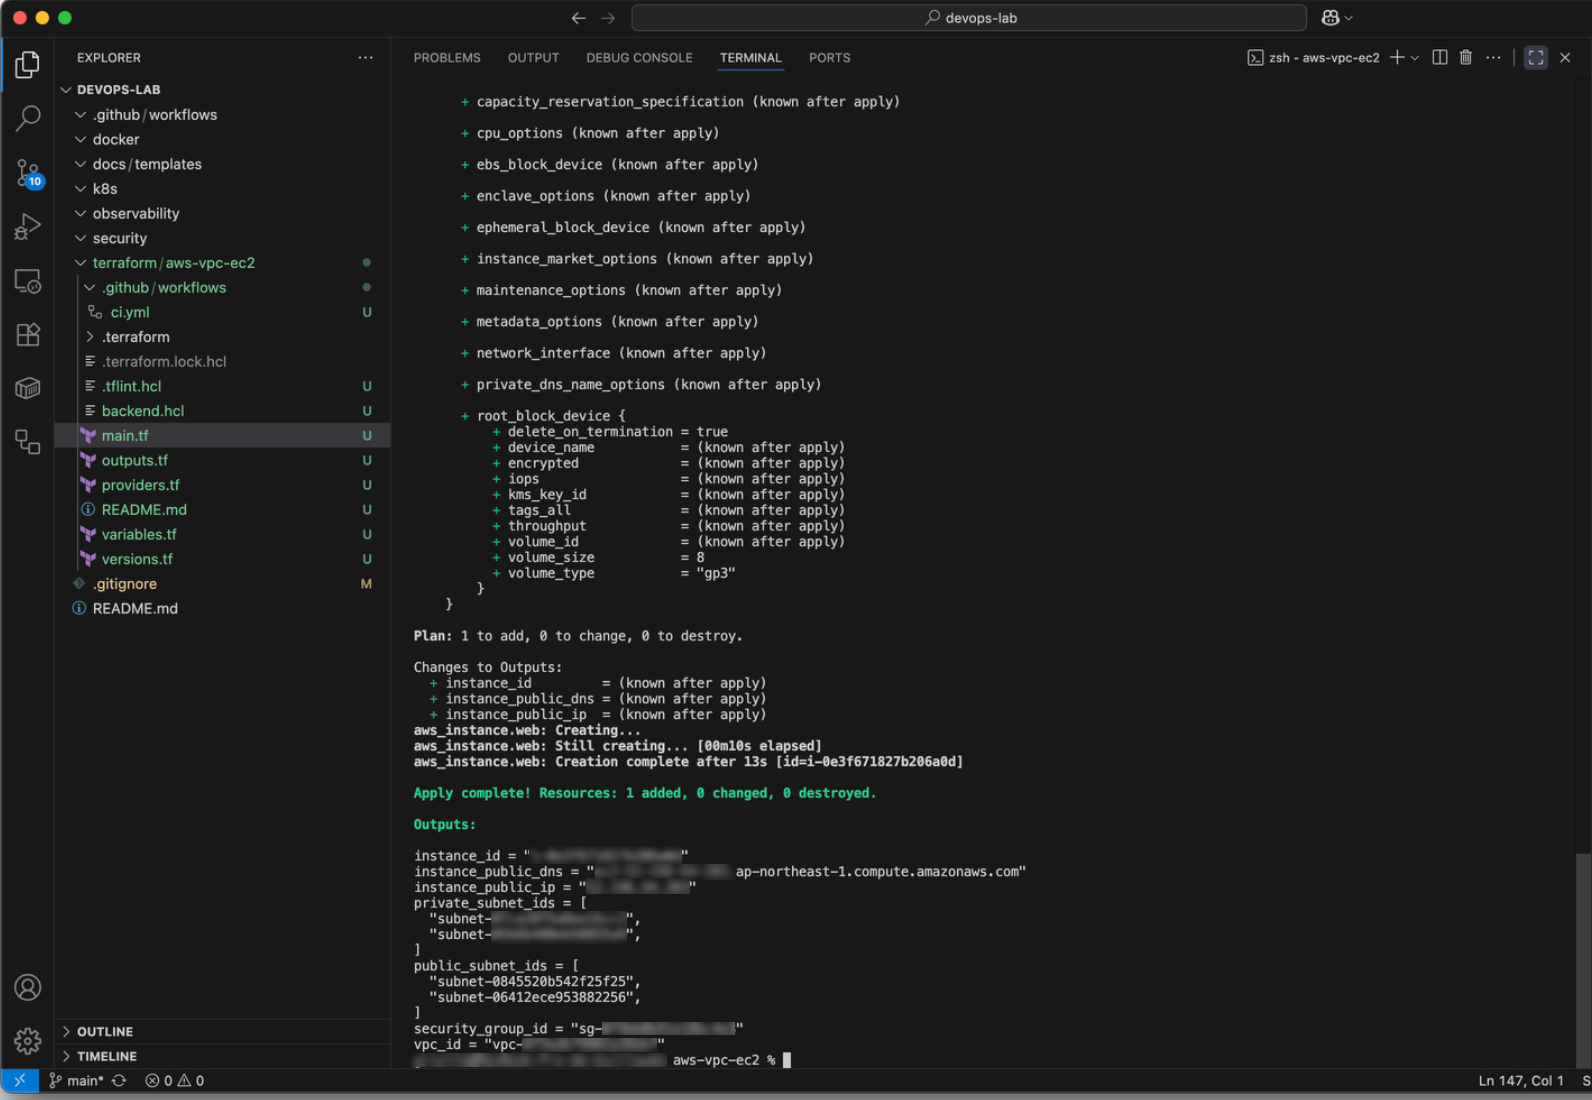 devops-lab
EXPLORER
DEVOPS-LAB
.github/workflows
docker
docs/templates
k8s
observability
security
terraform/aws-vpc-ec2
.github/workflows
ci.yml U
.terraform
.terraform.lock.hcl
.tflint.hcl U
backend.hcl U
main.tf U
outputs.tf U
providers.tf U
README.md U
variables.tf U
versions.tf U
.gitignore M
README.md
OUTLINE
TIMELINE
10
PROBLEMS OUTPUT DEBUG CONSOLE TERMINAL PORTS
zsh - aws-vpc-ec2
+ capacity_reservation_specification (known after apply)
+ cpu_options (known after apply)
+ ebs_block_device (known after apply)
+ enclave_options (known after apply)
+ ephemeral_block_device (known after apply)
+ instance_market_options (known after apply)
+ maintenance_options (known after apply)
+ metadata_options (known after apply)
+ network_interface (known after apply)
+ private_dns_name_options (known after apply)
+ root_block_device {
+ delete_on_termination = true
+ device_name = (known after apply)
+ encrypted = (known after apply)
+ iops = (known after apply)
+ kms_key_id = (known after apply)
+ tags_all = (known after apply)
+ throughput = (known after apply)
+ volume_id = (known after apply)
+ volume_size = 8
+ volume_type = "gp3"
}
}
Plan: 1 to add, 0 to change, 0 to destroy.
Changes to Outputs:
+ instance_id = (known after apply)
+ instance_public_dns = (known after apply)
+ instance_public_ip = (known after apply)
aws_instance.web: Creating...
aws_instance.web: Still creating... [00m10s elapsed]
aws_instance.web: Creation complete after 13s [id=i-0e3f671827b206a0d]
Apply complete! Resources: 1 added, 0 changed, 0 destroyed.
Outputs:
instance_id = " "
instance_public_dns = " ap-northeast-1.compute.amazonaws.com"
instance_public_ip = " "
private_subnet_ids = [
"subnet- ",
"subnet- ",
]
public_subnet_ids = [
"subnet-0845520b542f25f25",
"subnet-06412ece953882256",
]
security_group_id = "sg- "
vpc_id = "vpc- "
aws-vpc-ec2 %
main* 0 0
Ln 147, Col 1 S